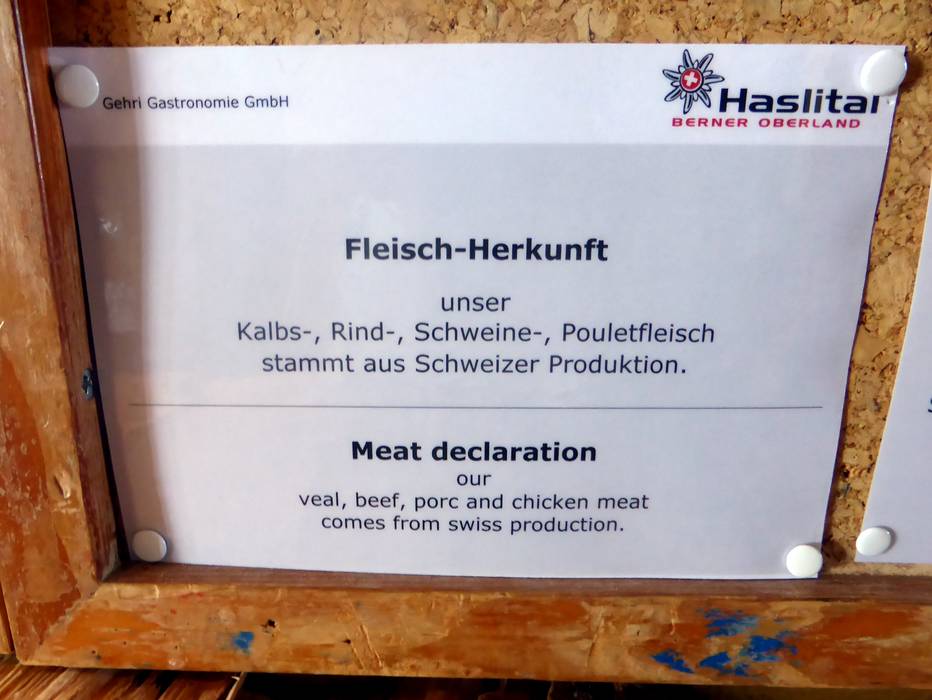 Gehri Gastronomie GmbH
Haslital
BERNER OBERLAND
Fleisch-Herkunft
unser
Kalbs-, Rind-, Schweine-, Pouletfleisch
stammt aus Schweizer Produktion.
Meat declaration
our
veal, beef, porc and chicken meat
comes from swiss production.